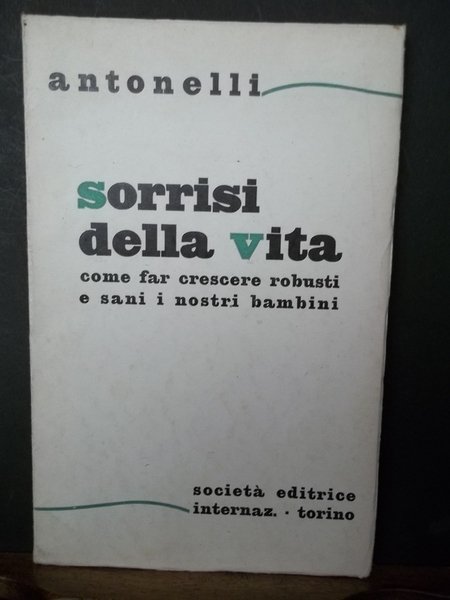 antonelli
sorrisi
della vita
come far crescere robusti
e sani i nostri bambini
società editrice
internaz. · torino